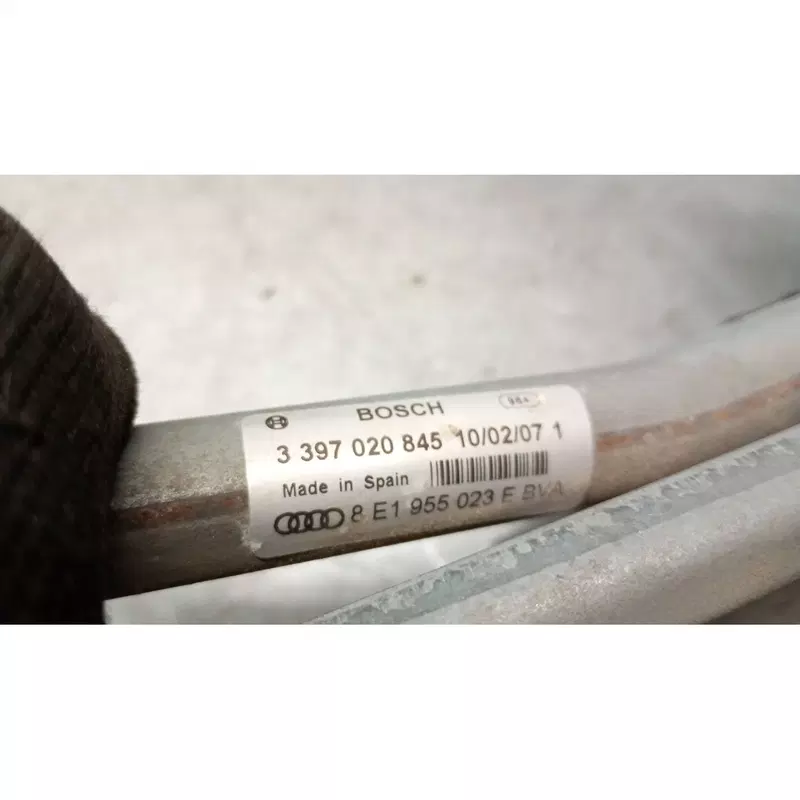 BOSCH
3 397 020 845 10/02/07 1
Made in Spain
8 E1 955 023 E BVA